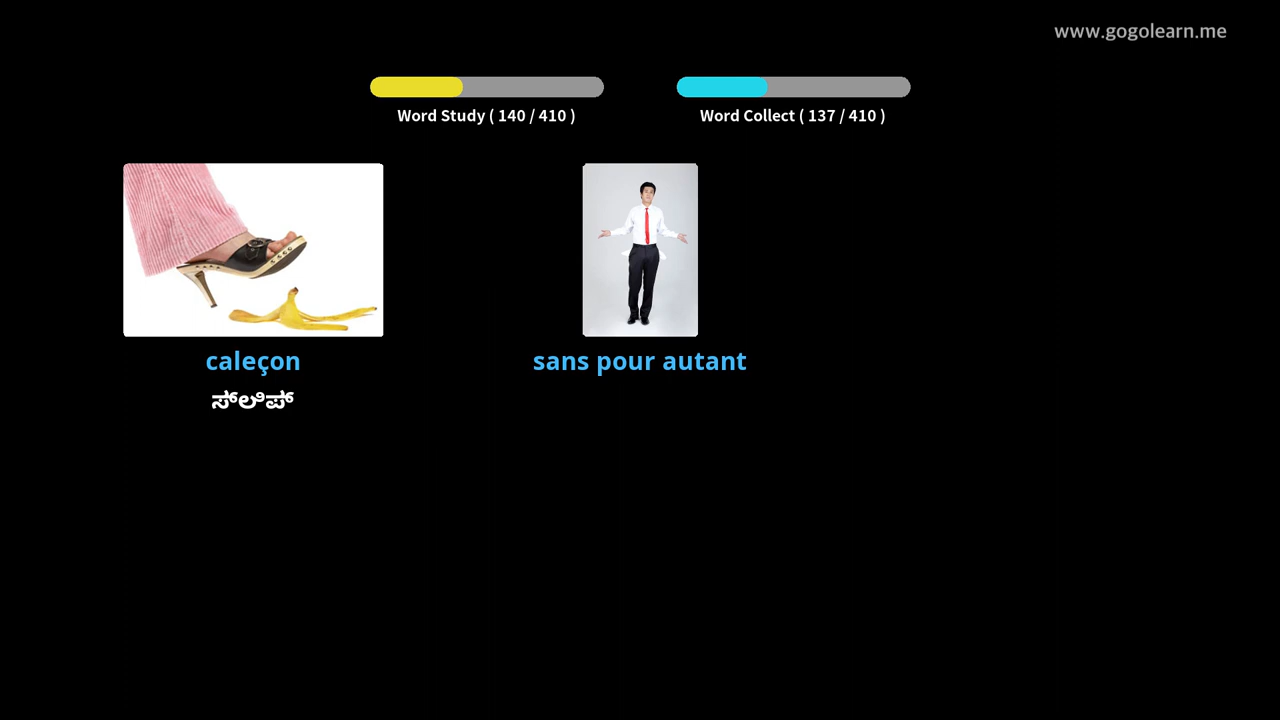 www.gogolearn.me
Word Study ( 140 / 410 )
Word Collect ( 137 / 410 )
caleçon
sans pour autant
ಸ್ಲಿಪ್